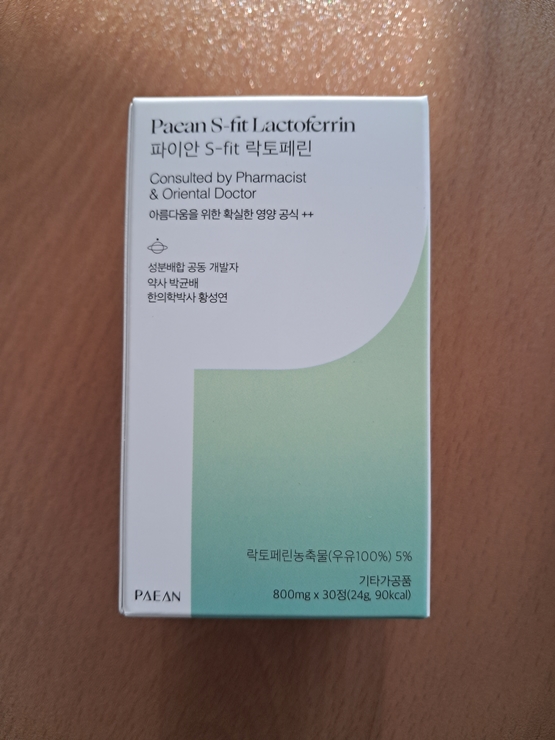 Paean S-fit Lactoferrin
파이안 S-fit 락토페린
Consulted by Pharmacist
& Oriental Doctor
아름다움을 위한 확실한 영양 공식 ++
성분배합 공동 개발자
약사 박균배
한의학박사 황성연
락토페린농축물(우유100%) 5%
기타가공품
800mg x 30정(24g, 90kcal)
PAEAN